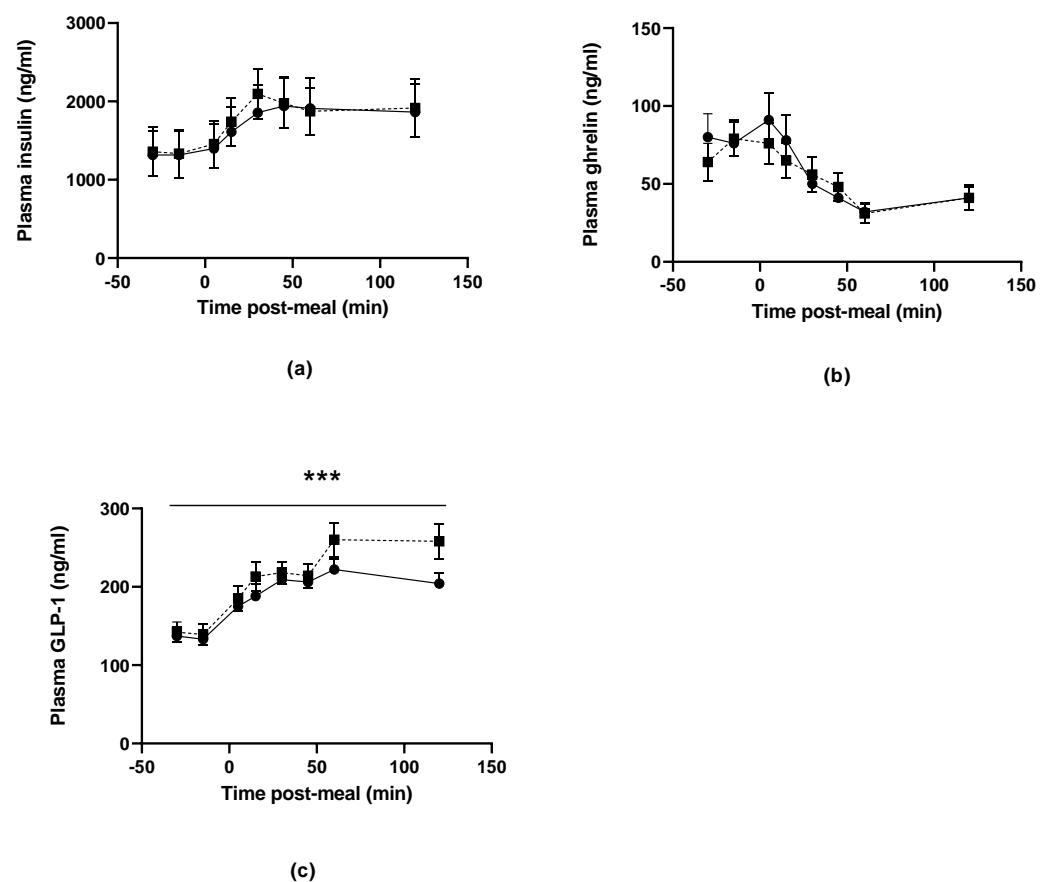 Plasma insulin (ng/ml)
3000
2000
1000
0
-50 0 50 100 150
Time post-meal (min)
(a)
Plasma ghrelin (ng/ml)
150
100
50
0
-50 0 50 100 150
Time post-meal (min)
(b)
***
Plasma GLP-1 (ng/ml)
300
200
100
0
-50 0 50 100 150
Time post-meal (min)
(c)